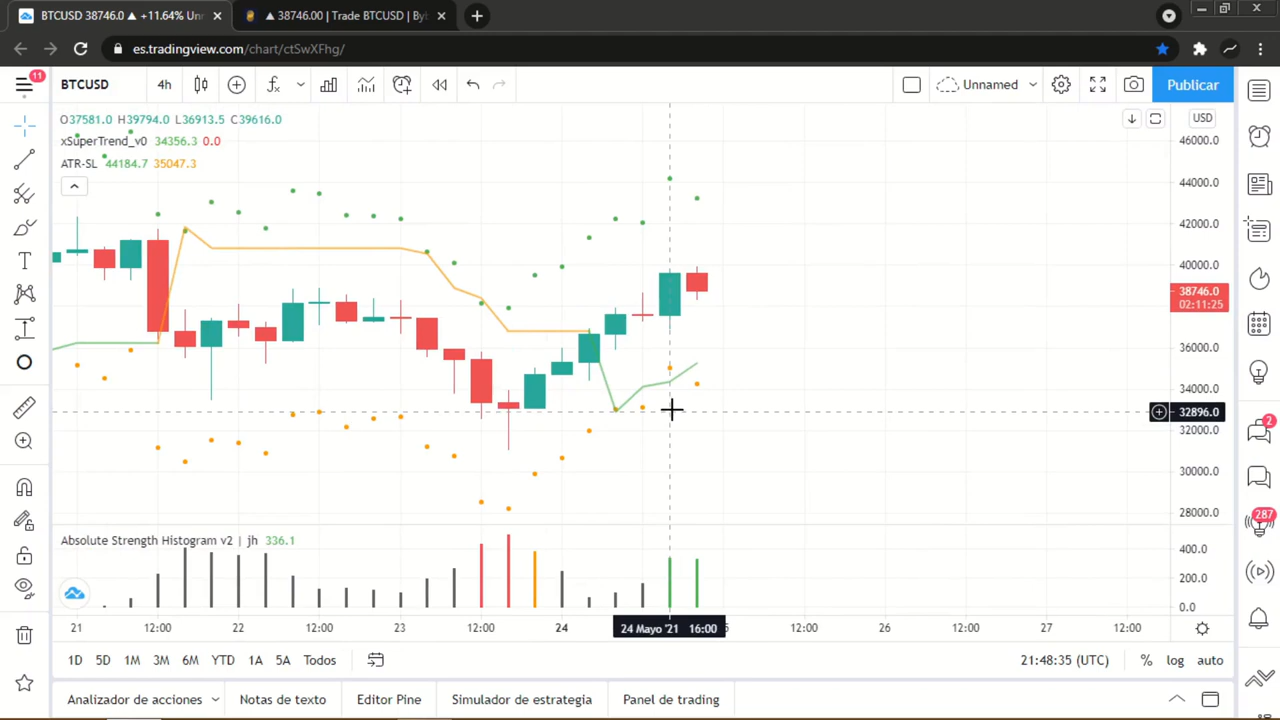 BTCUSD 38746.0 ▲ +11.64% Unn
▲ 38746.00 | Trade BTCUSD | Byb
es.tradingview.com/chart/ctSwXFhg/
11
BTCUSD 4h Unnamed Publicar
O37581.0 H39794.0 L36913.5 C39616.0 USD
xSuperTrend_v0 34356.3 0.0
ATR-SL 44184.7 35047.3
46000.0
44000.0
42000.0
40000.0
38746.0
02:11:25
36000.0
34000.0
32896.0
32000.0
30000.0
28000.0
2
287
Absolute Strength Histogram v2 | jh 336.1
400.0
200.0
0.0
21 12:00 22 12:00 23 12:00 24 24 Mayo '21 16:00 12:00 26 12:00 27 12:00
1D 5D 1M 3M 6M YTD 1A 5A Todos 21:48:35 (UTC) % log auto
Analizador de acciones Notas de texto Editor Pine Simulador de estrategia Panel de trading